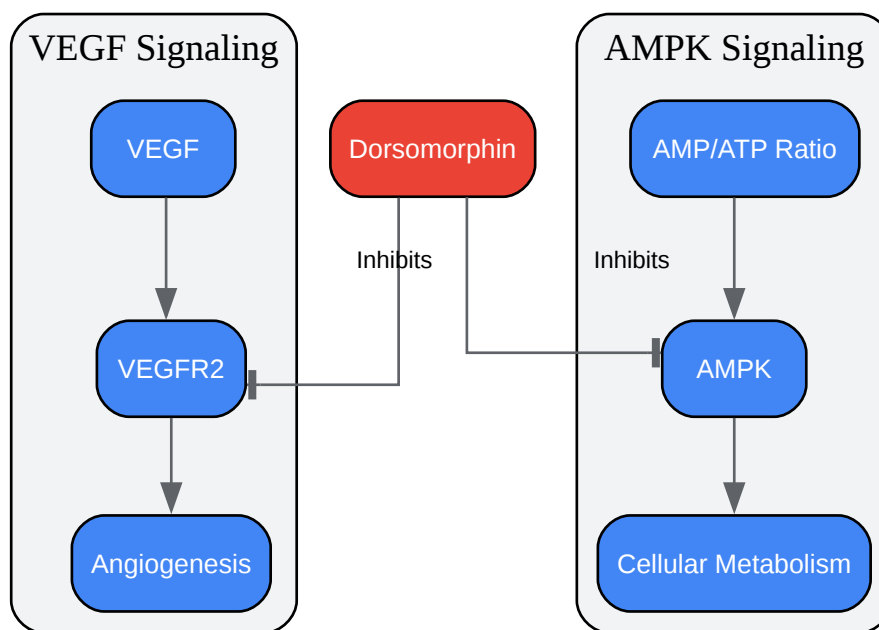 VEGF Signaling
AMPK Signaling
VEGF
Dorsomorphin
AMP/ATP Ratio
Inhibits
Inhibits
VEGFR2
AMPK
Angiogenesis
Cellular Metabolism